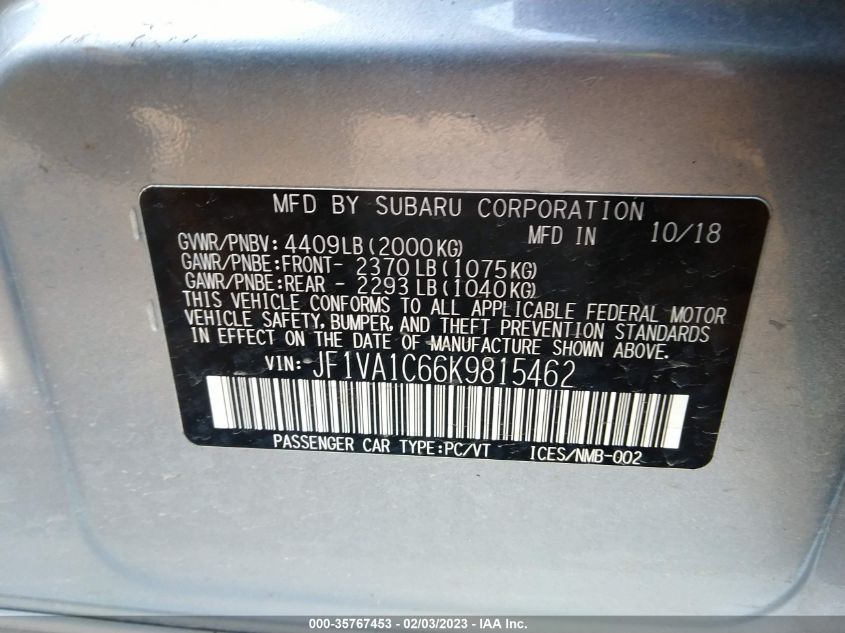 MFD BY SUBARU CORPORATION
MFD IN 10/18
GVWR/PNBV: 4409LB(2000KG)
GAWR/PNBE:FRONT- 2370LB(1075KG)
GAWR/PNBE:REAR - 2293LB(1040KG)
THIS VEHICLE CONFORMS TO ALL APPLICABLE FEDERAL MOTOR
VEHICLE SAFETY, BUMPER, AND THEFT PREVENTION STANDARDS
IN EFFECT ON THE DATE OF MANUFACTURE SHOWN ABOVE.
VIN: JF1VA1C66K9815462
PASSENGER CAR TYPE:PC/VT ICES/NMB-002
000-35767453 - 02/03/2023 - IAA Inc.